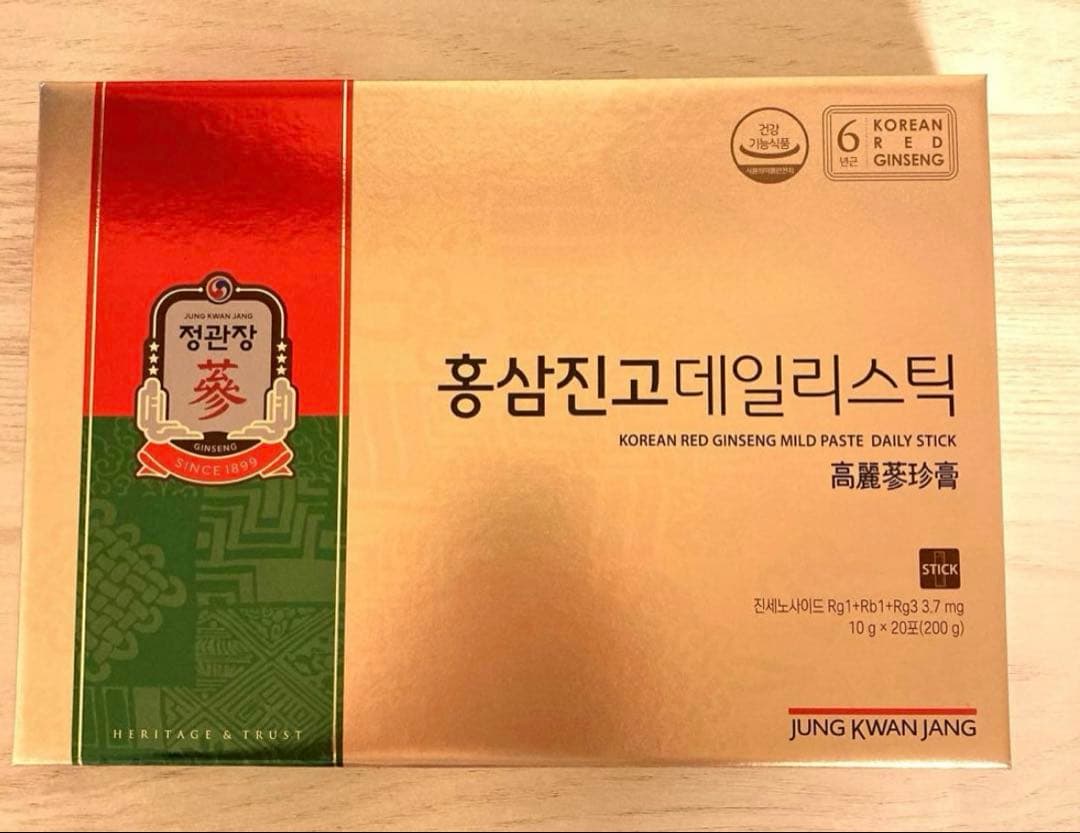 JUNG KWAN JANG
정관장
蔘
GINSENG
SINCE 1899
HERITAGE & TRUST
건강
기능식품
식품의약품안전처
6
년근
KOREAN
RED
GINSENG
홍삼진고데일리스틱
KOREAN RED GINSENG MILD PASTE DAILY STICK
高麗蔘珍膏
STICK
진세노사이드 Rg1+Rb1+Rg3 3.7 mg
10 g × 20포(200 g)
JUNG KWAN JANG